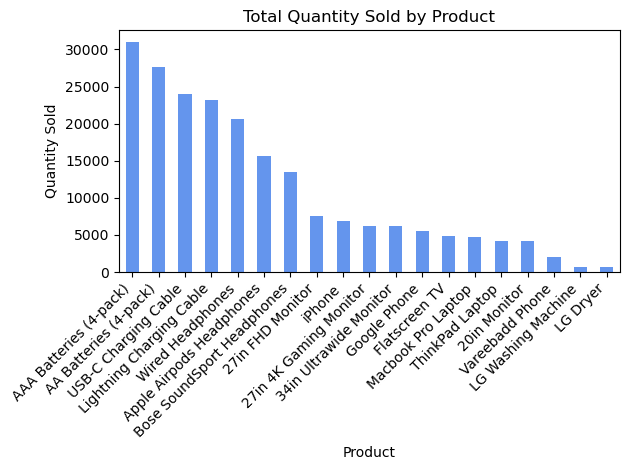 Total Quantity Sold by Product
Quantity Sold
30000
25000
20000
15000
10000
5000
0
AAA Batteries (4-pack)
AA Batteries (4-pack)
USB-C Charging Cable
Lightning Charging Cable
Wired Headphones
Apple Airpods Headphones
Bose SoundSport Headphones
27in FHD Monitor
iPhone
27in 4K Gaming Monitor
34in Ultrawide Monitor
Google Phone
Flatscreen TV
Macbook Pro Laptop
ThinkPad Laptop
20in Monitor
Vareebadd Phone
LG Washing Machine
LG Dryer
Product